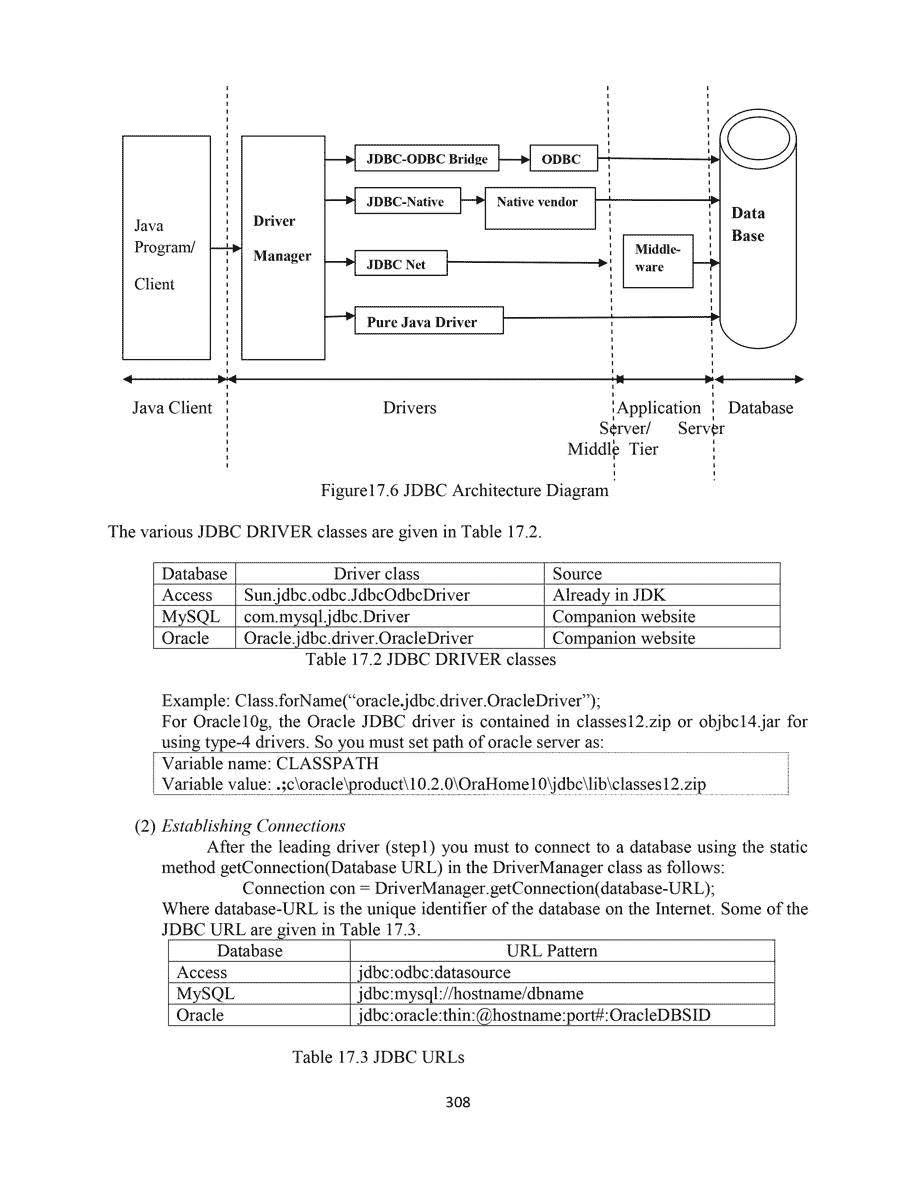 JDBC-ODBC Bridge
ODBC
JDBC-Native
Native vendor
Java
Program/
Client
Driver
Manager
JDBC Net
Middle-
ware
Data
Base
Pure Java Driver
Java Client
Drivers
Application
Server/
Middle Tier
Database
Server
Figure17.6 JDBC Architecture Diagram
The various JDBC DRIVER classes are given in Table 17.2.
Database Driver class Source
Access Sun.jdbc.odbc.JdbcOdbcDriver Already in JDK
MySQL com.mysql.jdbc.Driver Companion website
Oracle Oracle.jdbc.driver.OracleDriver Companion website
Table 17.2 JDBC DRIVER classes
Example: Class.forName(“oracle.jdbc.driver.OracleDriver”);
For Oracle10g, the Oracle JDBC driver is contained in classes12.zip or objbc14.jar for
using type-4 drivers. So you must set path of oracle server as:
Variable name: CLASSPATH
Variable value: .;c\oracle\product\10.2.0\OraHome10\jdbc\lib\classes12.zip
(2) Establishing Connections
After the leading driver (step1) you must to connect to a database using the static
method getConnection(Database URL) in the DriverManager class as follows:
Connection con = DriverManager.getConnection(database-URL);
Where database-URL is the unique identifier of the database on the Internet. Some of the
JDBC URL are given in Table 17.3.
Database URL Pattern
Access jdbc:odbc:datasource
MySQL jdbc:mysql://hostname/dbname
Oracle jdbc:oracle:thin:@hostname:port#:OracleDBSID
Table 17.3 JDBC URLs
308